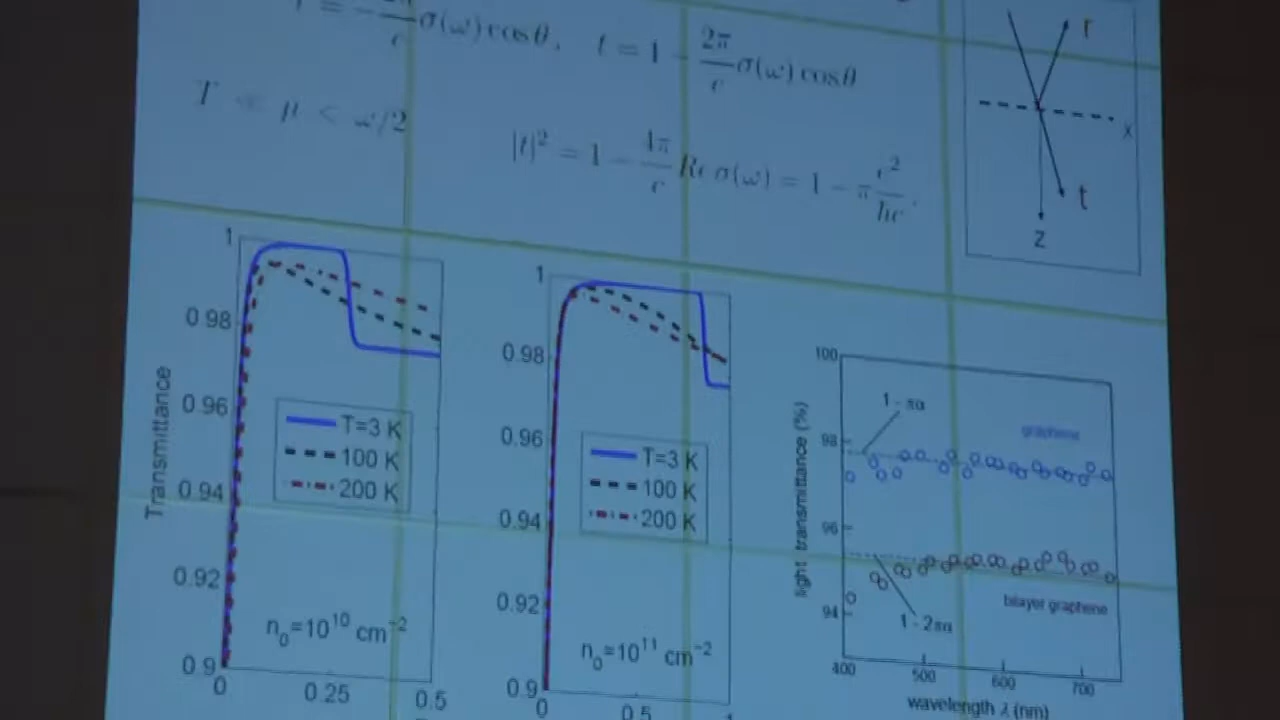 σ(ω) cos θ, t = 1 - 2π/c σ(ω) cos θ
r
T ≪ μ < ω/2
x
|t|² = 1 - 4π/c Re σ(ω) = 1 - π e²/ħc .
t
z
1
0.98
0.96
0.94
0.92
0.9
Transmittance
T=3 K
100 K
200 K
n₀=10¹⁰ cm⁻²
0
0.25
0.5
1
0.98
0.96
0.94
0.92
0.9
T=3 K
100 K
200 K
n₀=10¹¹ cm⁻²
0
0.5
1
100
98
96
94
light transmittance (%)
1 - πα
graphene
bilayer graphene
1 - 2πα
400
500
600
700
wavelength λ (nm)